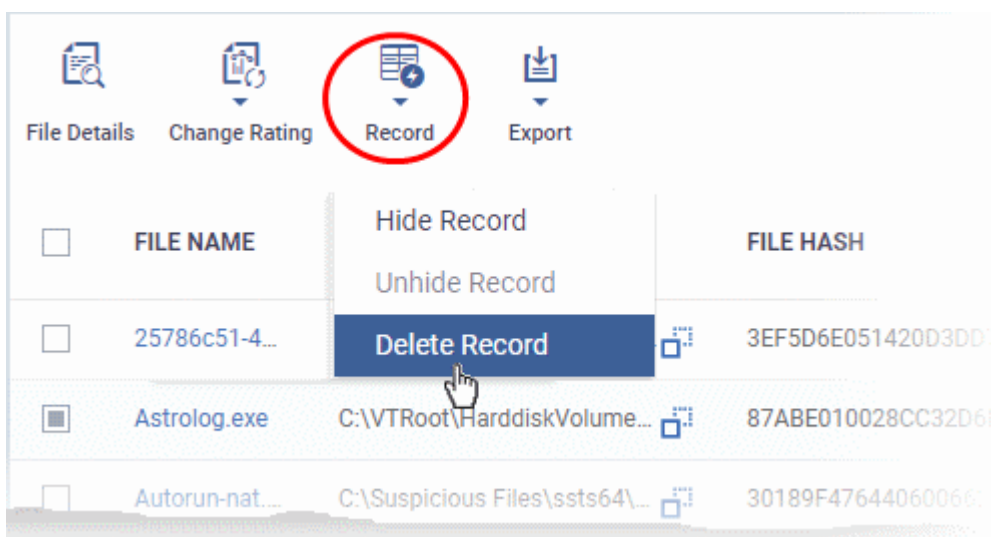 File Details Change Rating Record Export
Hide Record
FILE NAME FILE HASH
Unhide Record
25786c51-4... Delete Record 3EF5D6E051420D3DD
Astrolog.exe C:\VTRoot\HarddiskVolume... 87ABE010028CC32D6
Autorun-nat.... C:\Suspicious Files\ssts64\... 30189F4764406006